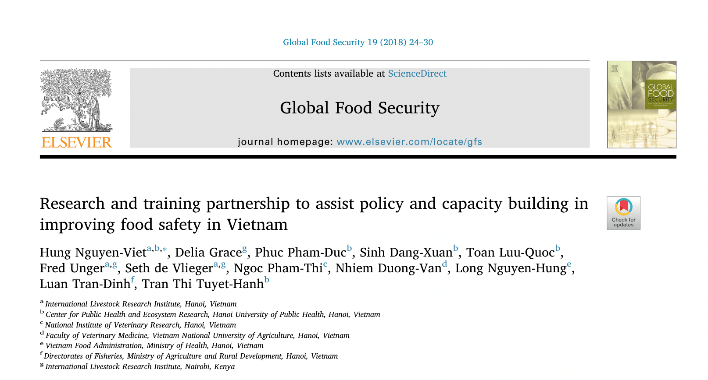 Global Food Security 19 (2018) 24–30
Contents lists available at ScienceDirect
Global Food Security
journal homepage: www.elsevier.com/locate/gfs
ELSEVIER
GLOBAL
FOOD
SECURITY
Check for
updates
Research and training partnership to assist policy and capacity building in
improving food safety in Vietnam
Hung Nguyen-Viet a,b,⁎, Delia Grace g, Phuc Pham-Duc b, Sinh Dang-Xuan b, Toan Luu-Quoc b,
Fred Unger a,g, Seth de Vlieger a,g, Ngoc Pham-Thi c, Nhiem Duong-Van d, Long Nguyen-Hung e,
Luan Tran-Dinh f, Tran Thi Tuyet-Hanh b
a International Livestock Research Institute, Hanoi, Vietnam
b Center for Public Health and Ecosystem Research, Hanoi University of Public Health, Hanoi, Vietnam
c National Institute of Veterinary Research, Hanoi, Vietnam
d Faculty of Veterinary Medicine, Vietnam National University of Agriculture, Hanoi, Vietnam
e Vietnam Food Administration, Ministry of Health, Hanoi, Vietnam
f Directorates of Fisheries, Ministry of Agriculture and Rural Development, Hanoi, Vietnam
g International Livestock Research Institute, Nairobi, Kenya